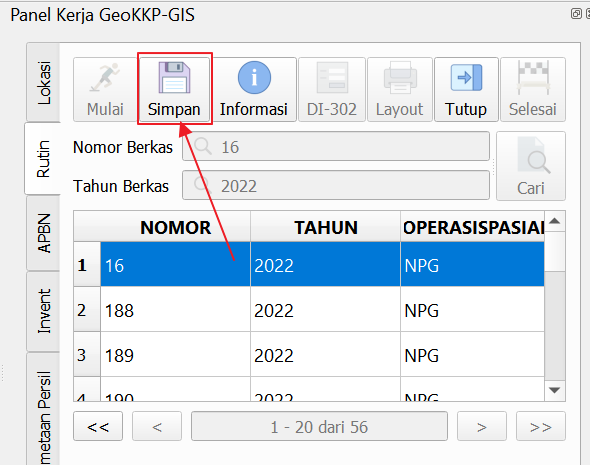 Panel Kerja GeoKKP-GIS
Lokasi
Rutin
APBN
Invent
metaan Persil
Mulai Simpan Informasi DI-302 Layout Tutup Selesai
Nomor Berkas 16
Tahun Berkas 2022
Cari
NOMOR TAHUN OPERASISPASIAL
1 16 2022 NPG
2 188 2022 NPG
3 189 2022 NPG
4 190 2022 NPG
<< < 1 - 20 dari 56 > >>